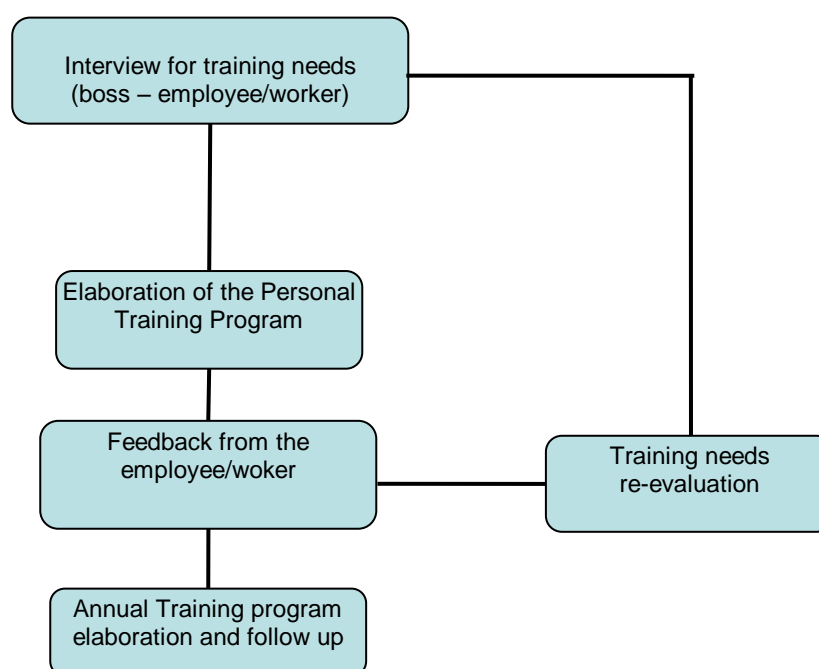 Interview for training needs
(boss – employee/worker)
Elaboration of the Personal
Training Program
Feedback from the
employee/woker
Training needs
re-evaluation
Annual Training program
elaboration and follow up